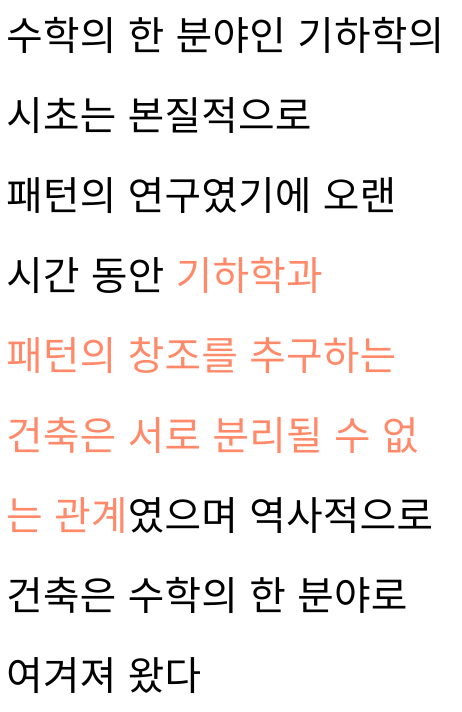 수학의 한 분야인 기하학의
시초는 본질적으로
패턴의 연구였기에 오랜
시간 동안 기하학과
패턴의 창조를 추구하는
건축은 서로 분리될 수 없
는 관계였으며 역사적으로
건축은 수학의 한 분야로
여겨져 왔다